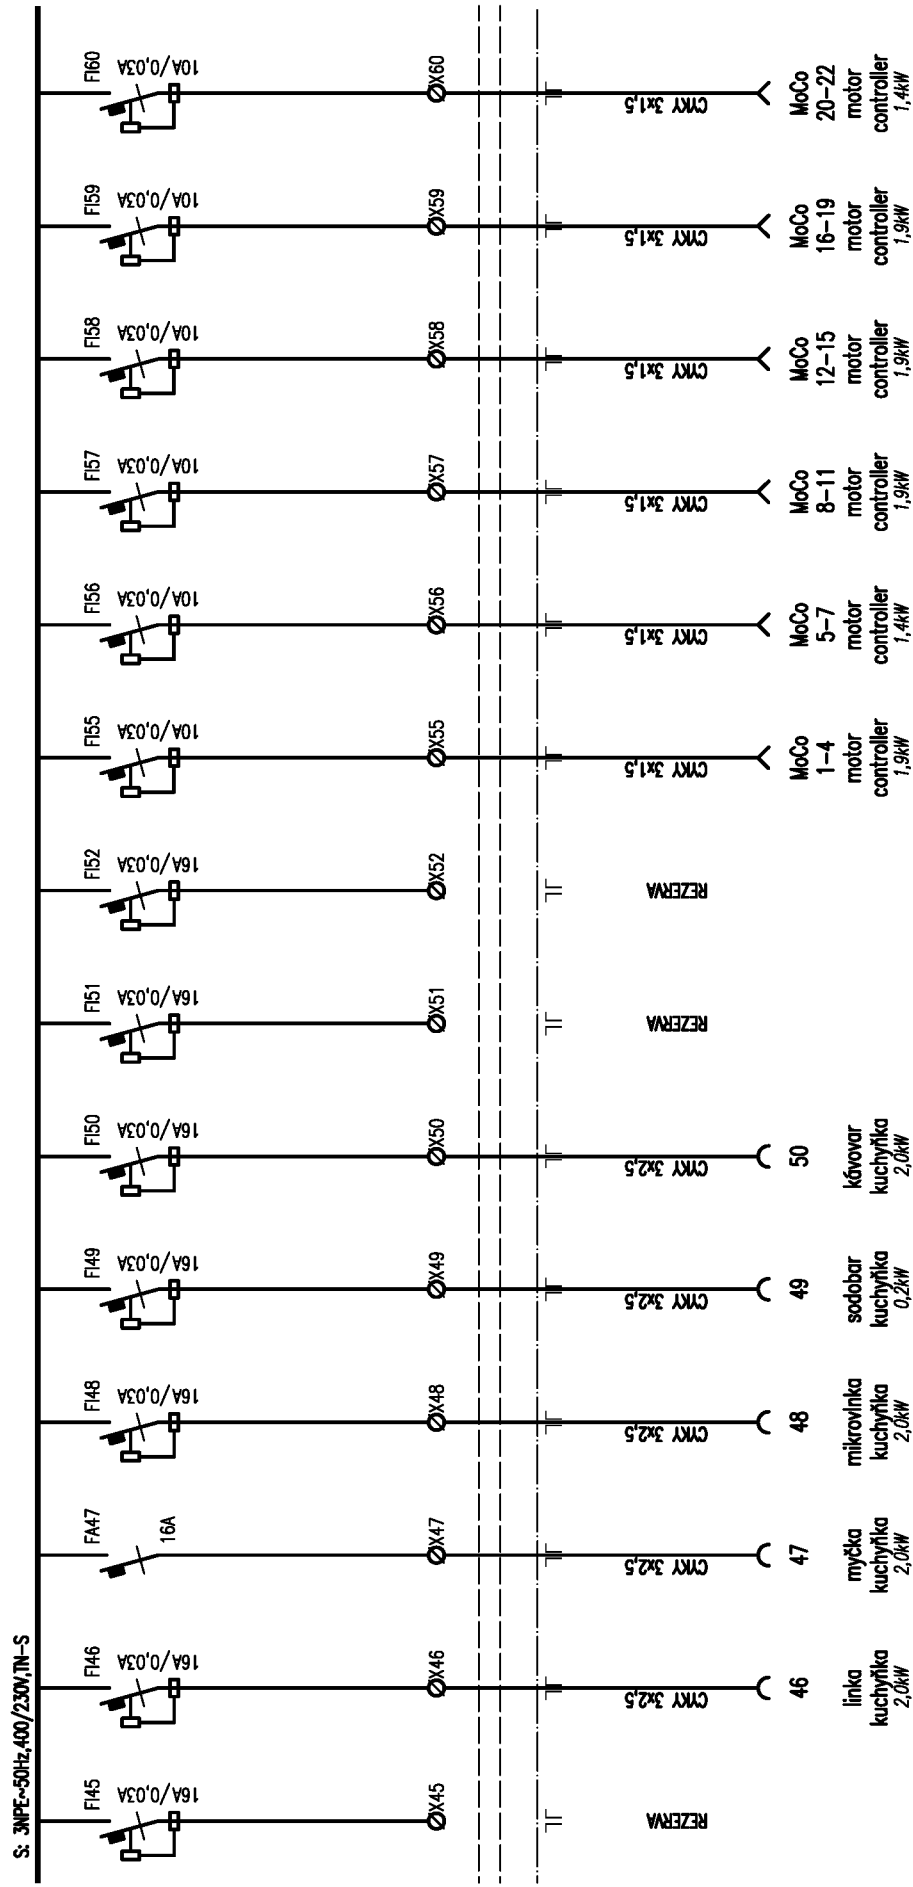 S: 3NPE~50Hz,400/230V,TN-S
FI45
16A/0,03A
X45
REZERVA
FI46
16A/0,03A
X46
CYKY 3x2,5
46
linka
kuchyňka
2,0kW
FA47
16A
X47
CYKY 3x2,5
47
myčka
kuchyňka
2,0kW
FI48
16A/0,03A
X48
CYKY 3x2,5
48
mikrovlnka
kuchyňka
2,0kW
FI49
16A/0,03A
X49
CYKY 3x2,5
49
sodobar
kuchyňka
0,2kW
FI50
16A/0,03A
X50
CYKY 3x2,5
50
kávovar
kuchyňka
2,0kW
FI51
16A/0,03A
X51
REZERVA
FI52
16A/0,03A
X52
REZERVA
FI55
10A/0,03A
X55
CYKY 3x1,5
MoCo
1-4
motor
controller
1,9kW
FI56
10A/0,03A
X56
CYKY 3x1,5
MoCo
5-7
motor
controller
1,4kW
FI57
10A/0,03A
X57
CYKY 3x1,5
MoCo
8-11
motor
controller
1,9kW
FI58
10A/0,03A
X58
CYKY 3x1,5
MoCo
12-15
motor
controller
1,9kW
FI59
10A/0,03A
X59
CYKY 3x1,5
MoCo
16-19
motor
controller
1,9kW
FI60
10A/0,03A
X60
CYKY 3x1,5
MoCo
20-22
motor
controller
1,4kW